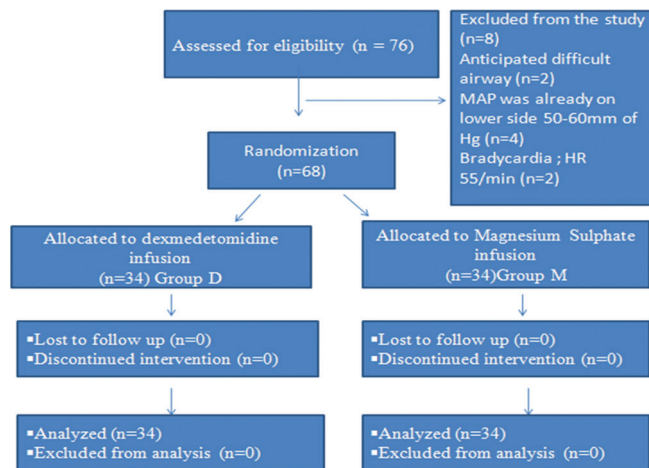 Assessed for eligibility (n = 76)
Excluded from the study
(n=8)
Anticipated difficult
airway (n=2)
MAP was already on
lower side 50-60mm of
Hg (n=4)
Bradycardia ; HR
55/min (n=2)
Randomization
(n=68)
Allocated to dexmedetomidine
infusion
(n=34) Group D
Allocated to Magnesium Sulphate
infusion
(n=34)Group M
▪Lost to follow up (n=0)
▪Discontinued intervention (n=0)
▪Lost to follow up (n=0)
▪Discontinued intervention (n=0)
▪Analyzed (n=34)
▪Excluded from analysis (n=0)
▪Analyzed (n=34)
▪Excluded from analysis (n=0)